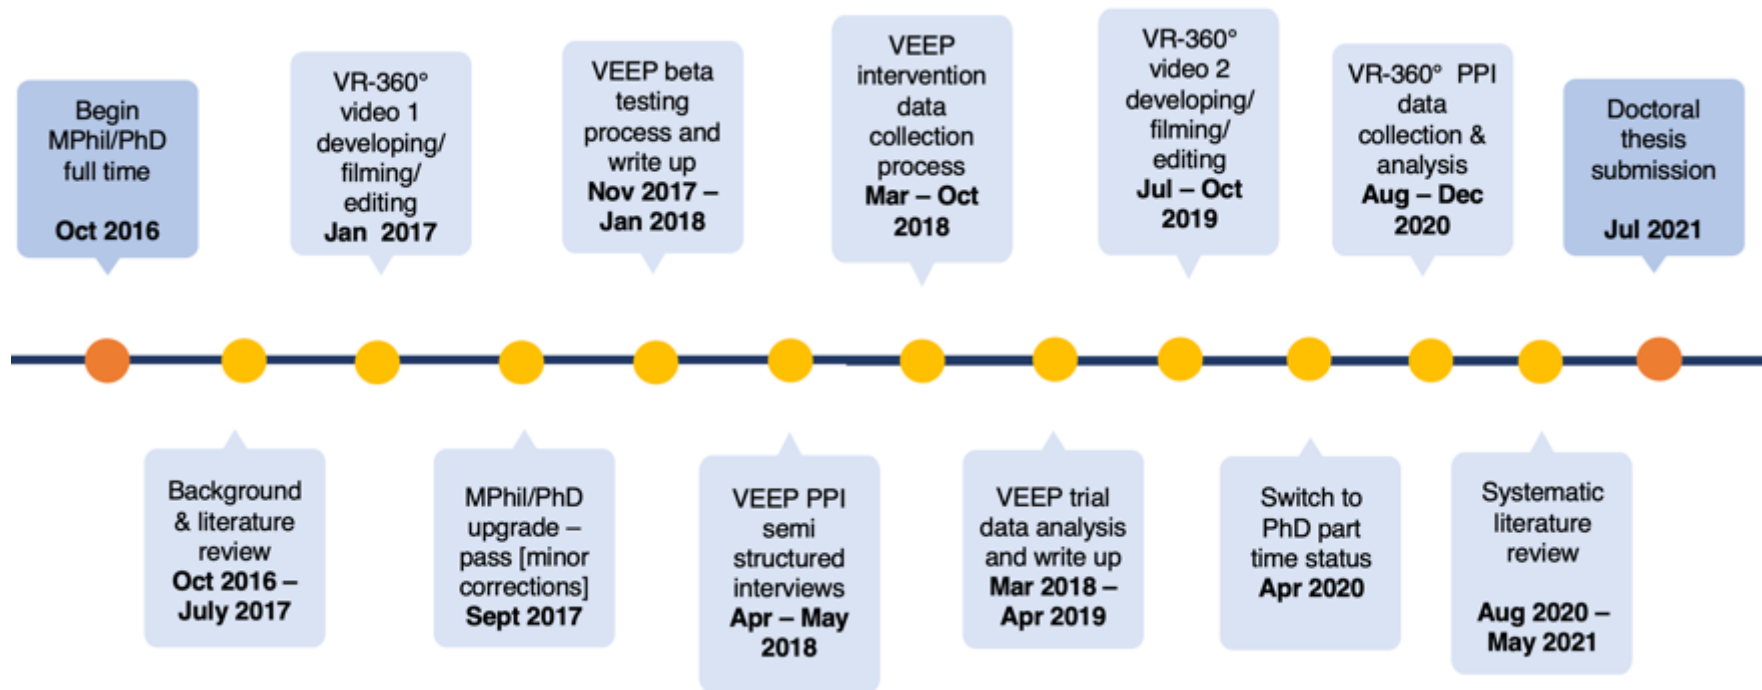 Begin
MPhil/PhD
full time
Oct 2016
VR-360°
video 1
developing/
filming/
editing
Jan 2017
VEEP beta
testing
process and
write up
Nov 2017 –
Jan 2018
VEEP
intervention
data
collection
process
Mar – Oct
2018
VR-360°
video 2
developing/
filming/
editing
Jul – Oct
2019
VR-360° PPI
data
collection &
analysis
Aug – Dec
2020
Doctoral
thesis
submission
Jul 2021
Background
& literature
review
Oct 2016 –
July 2017
MPhil/PhD
upgrade –
pass [minor
corrections]
Sept 2017
VEEP PPI
semi
structured
interviews
Apr – May
2018
VEEP trial
data analysis
and write up
Mar 2018 –
Apr 2019
Switch to
PhD part
time status
Apr 2020
Systematic
literature
review
Aug 2020 –
May 2021